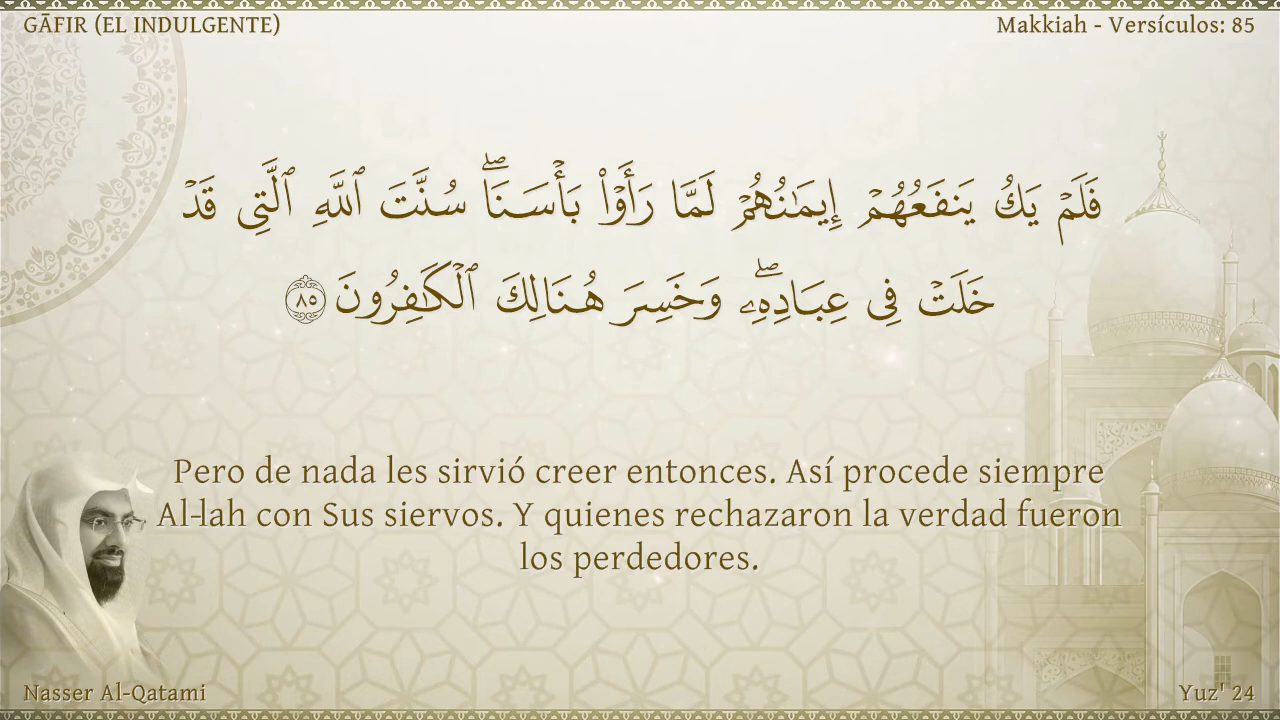 GĀFIR (EL INDULGENTE)
Makkiah - Versículos: 85
فَلَمْ يَكُ يَنفَعُهُمْ إِيمَـٰنُهُمْ لَمَّا رَأَوْا۟ بَأْسَنَا ۖ سُنَّتَ ٱللَّهِ ٱلَّتِى قَدْ
خَلَتْ فِى عِبَادِهِۦ ۖ وَخَسِرَ هُنَالِكَ ٱلْكَـٰفِرُونَ ٨٥
Pero de nada les sirvió creer entonces. Así procede siempre
Al-lah con Sus siervos. Y quienes rechazaron la verdad fueron
los perdedores.
Nasser Al-Qatami
Yuz' 24